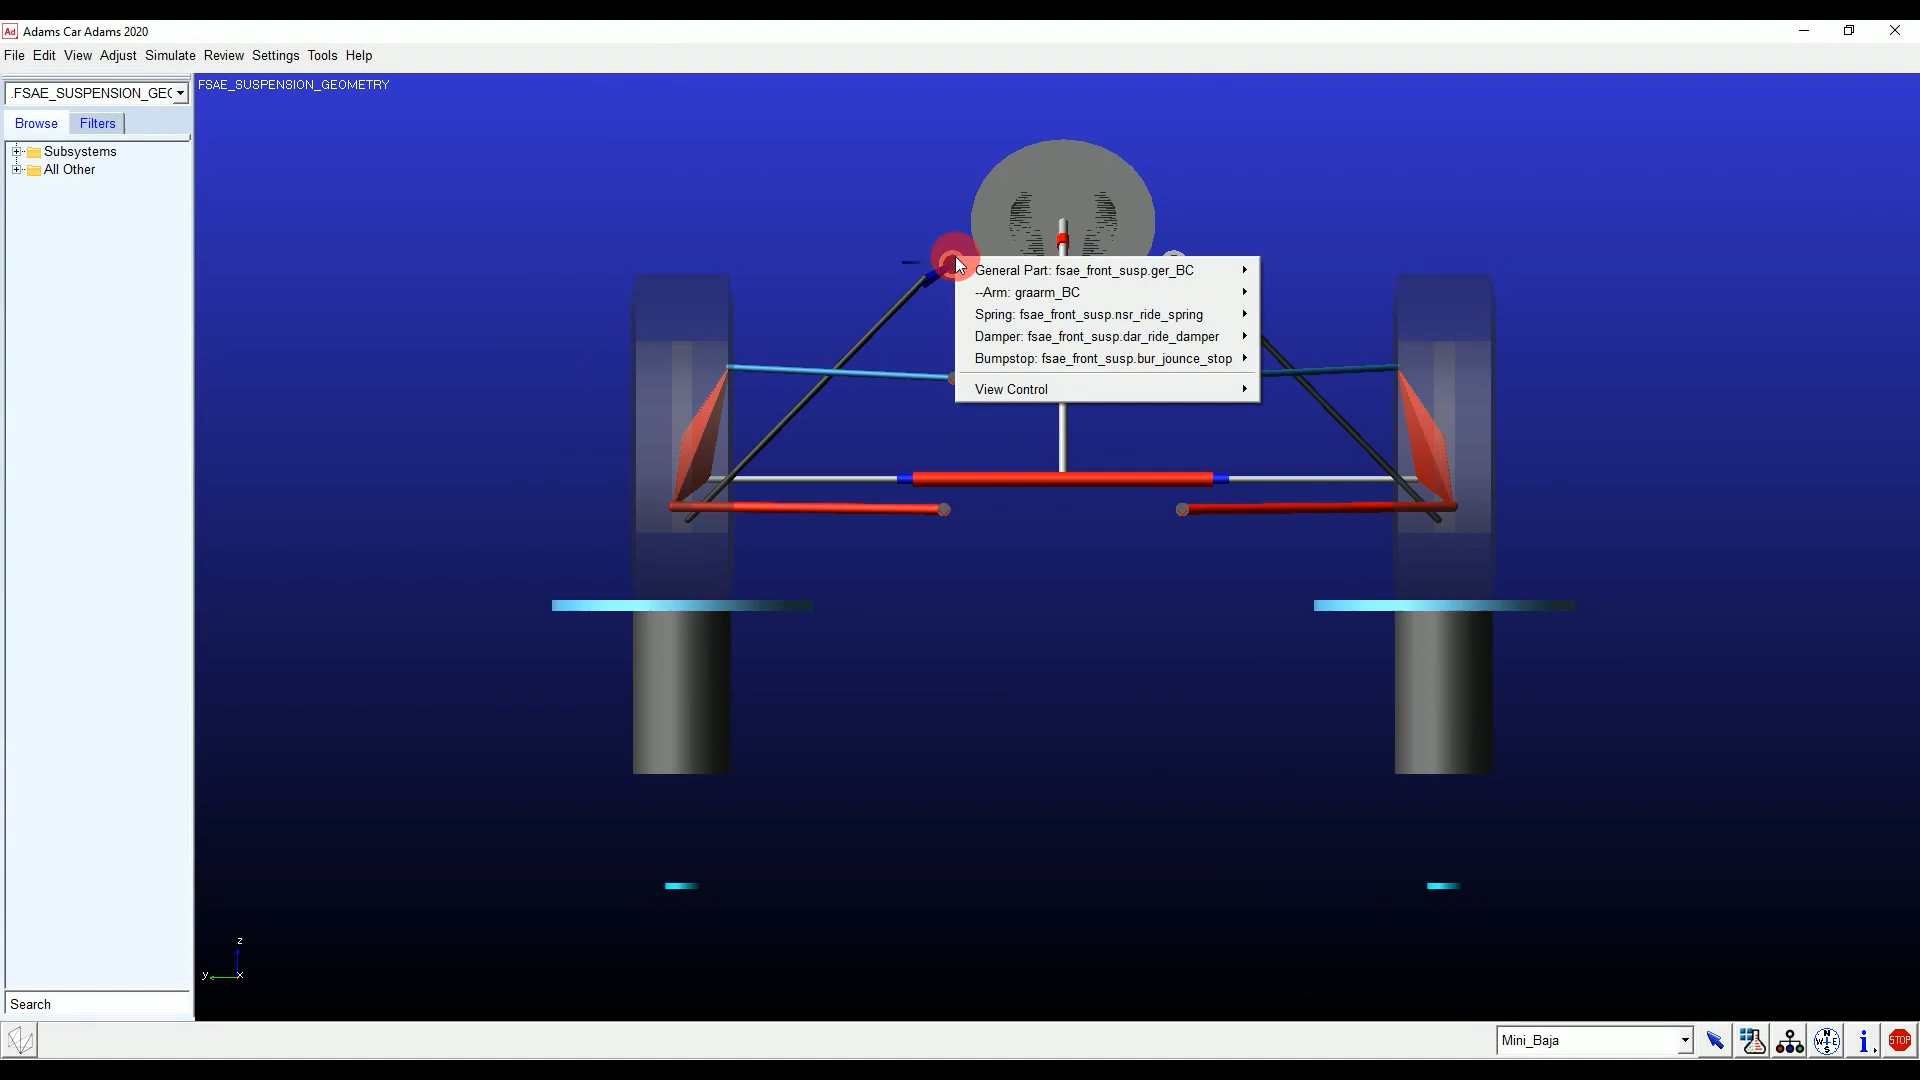 Ad Adams Car Adams 2020
File Edit View Adjust Simulate Review Settings Tools Help
.FSAE_SUSPENSION_GEO
FSAE_SUSPENSION_GEOMETRY
Browse Filters
Subsystems
All Other
General Part: fsae_front_susp.ger_BC
--Arm: graarm_BC
Spring: fsae_front_susp.nsr_ride_spring
Damper: fsae_front_susp.dar_ride_damper
Bumpstop: fsae_front_susp.bur_jounce_stop
View Control
z
y x
Search
Mini_Baja
N
W E
S
i
STOP